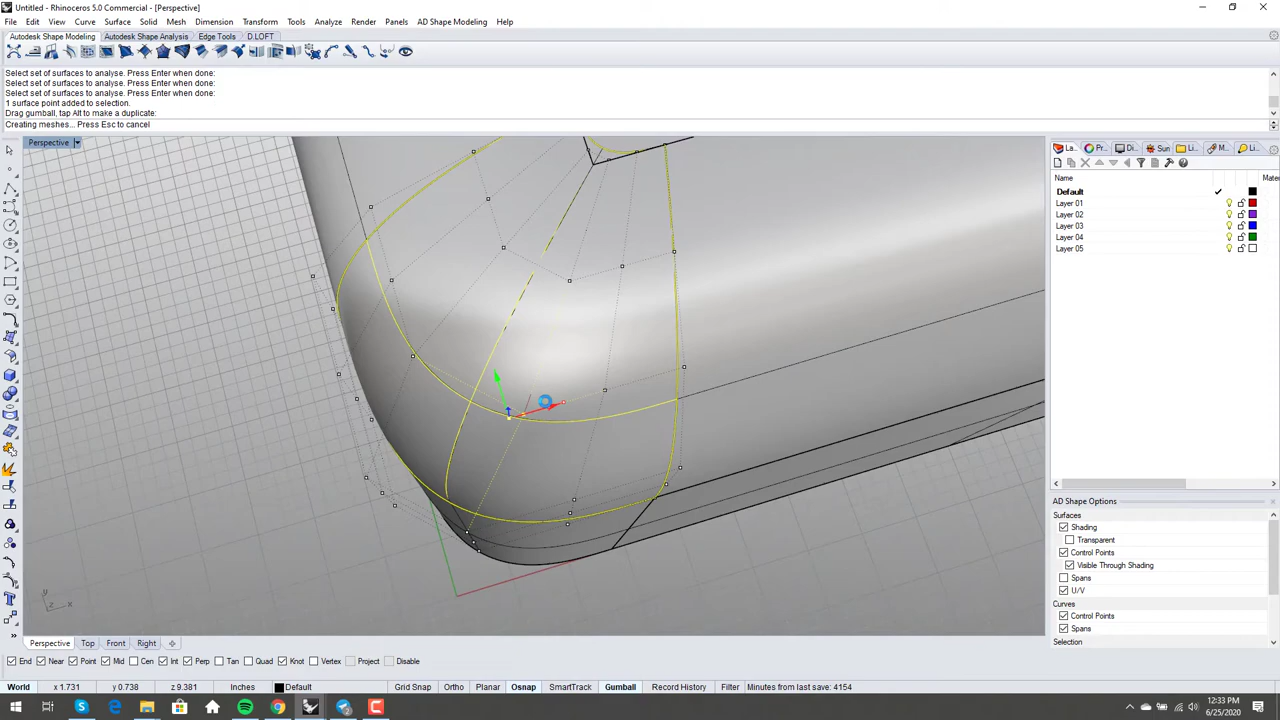 Untitled - Rhinoceros 5.0 Commercial - [Perspective]
File Edit View Curve Surface Solid Mesh Dimension Transform Tools Analyze Render Panels AD Shape Modeling Help
Autodesk Shape Modeling Autodesk Shape Analysis Edge Tools D.LOFT
Select set of surfaces to analyse. Press Enter when done:
Select set of surfaces to analyse. Press Enter when done:
Select set of surfaces to analyse. Press Enter when done:
1 surface point added to selection.
Drag gumball, tap Alt to make a duplicate:
Creating meshes... Press Esc to cancel
Perspective
La... Pr... Di... Sun Li... M... Li...
Name Mater
Default
Layer 01
Layer 02
Layer 03
Layer 04
Layer 05
AD Shape Options
Surfaces
Shading
Transparent
Control Points
Visible Through Shading
Spans
U/V
Curves
Control Points
Spans
Selection
y
z x
Perspective Top Front Right
End Near Point Mid Cen Int Perp Tan Quad Knot Vertex Project Disable
World x 1.731 y 0.738 z 9.381 Inches Default Grid Snap Ortho Planar Osnap SmartTrack Gumball Record History Filter Minutes from last save: 4154
12:33 PM
6/25/2020